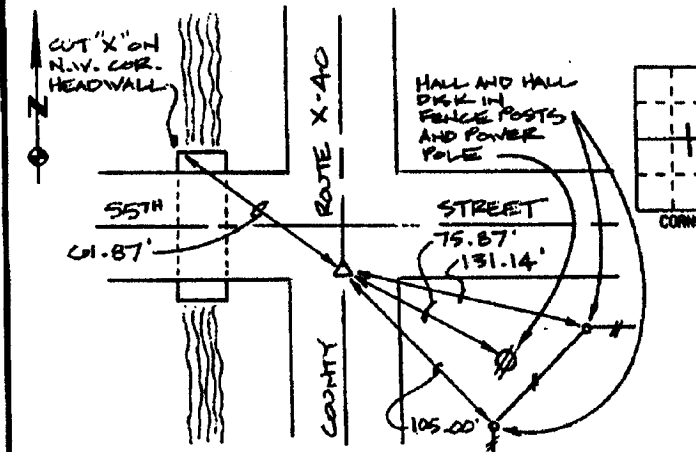 CUT "X" ON
N.W. COR.
HEADWALL
N
ROUTE X-40
HALL AND HALL
DISK IN
FENCE POSTS
AND POWER
POLE
55TH
STREET
61.87'
75.87'
131.14'
CORN
COUNTY
105.00'